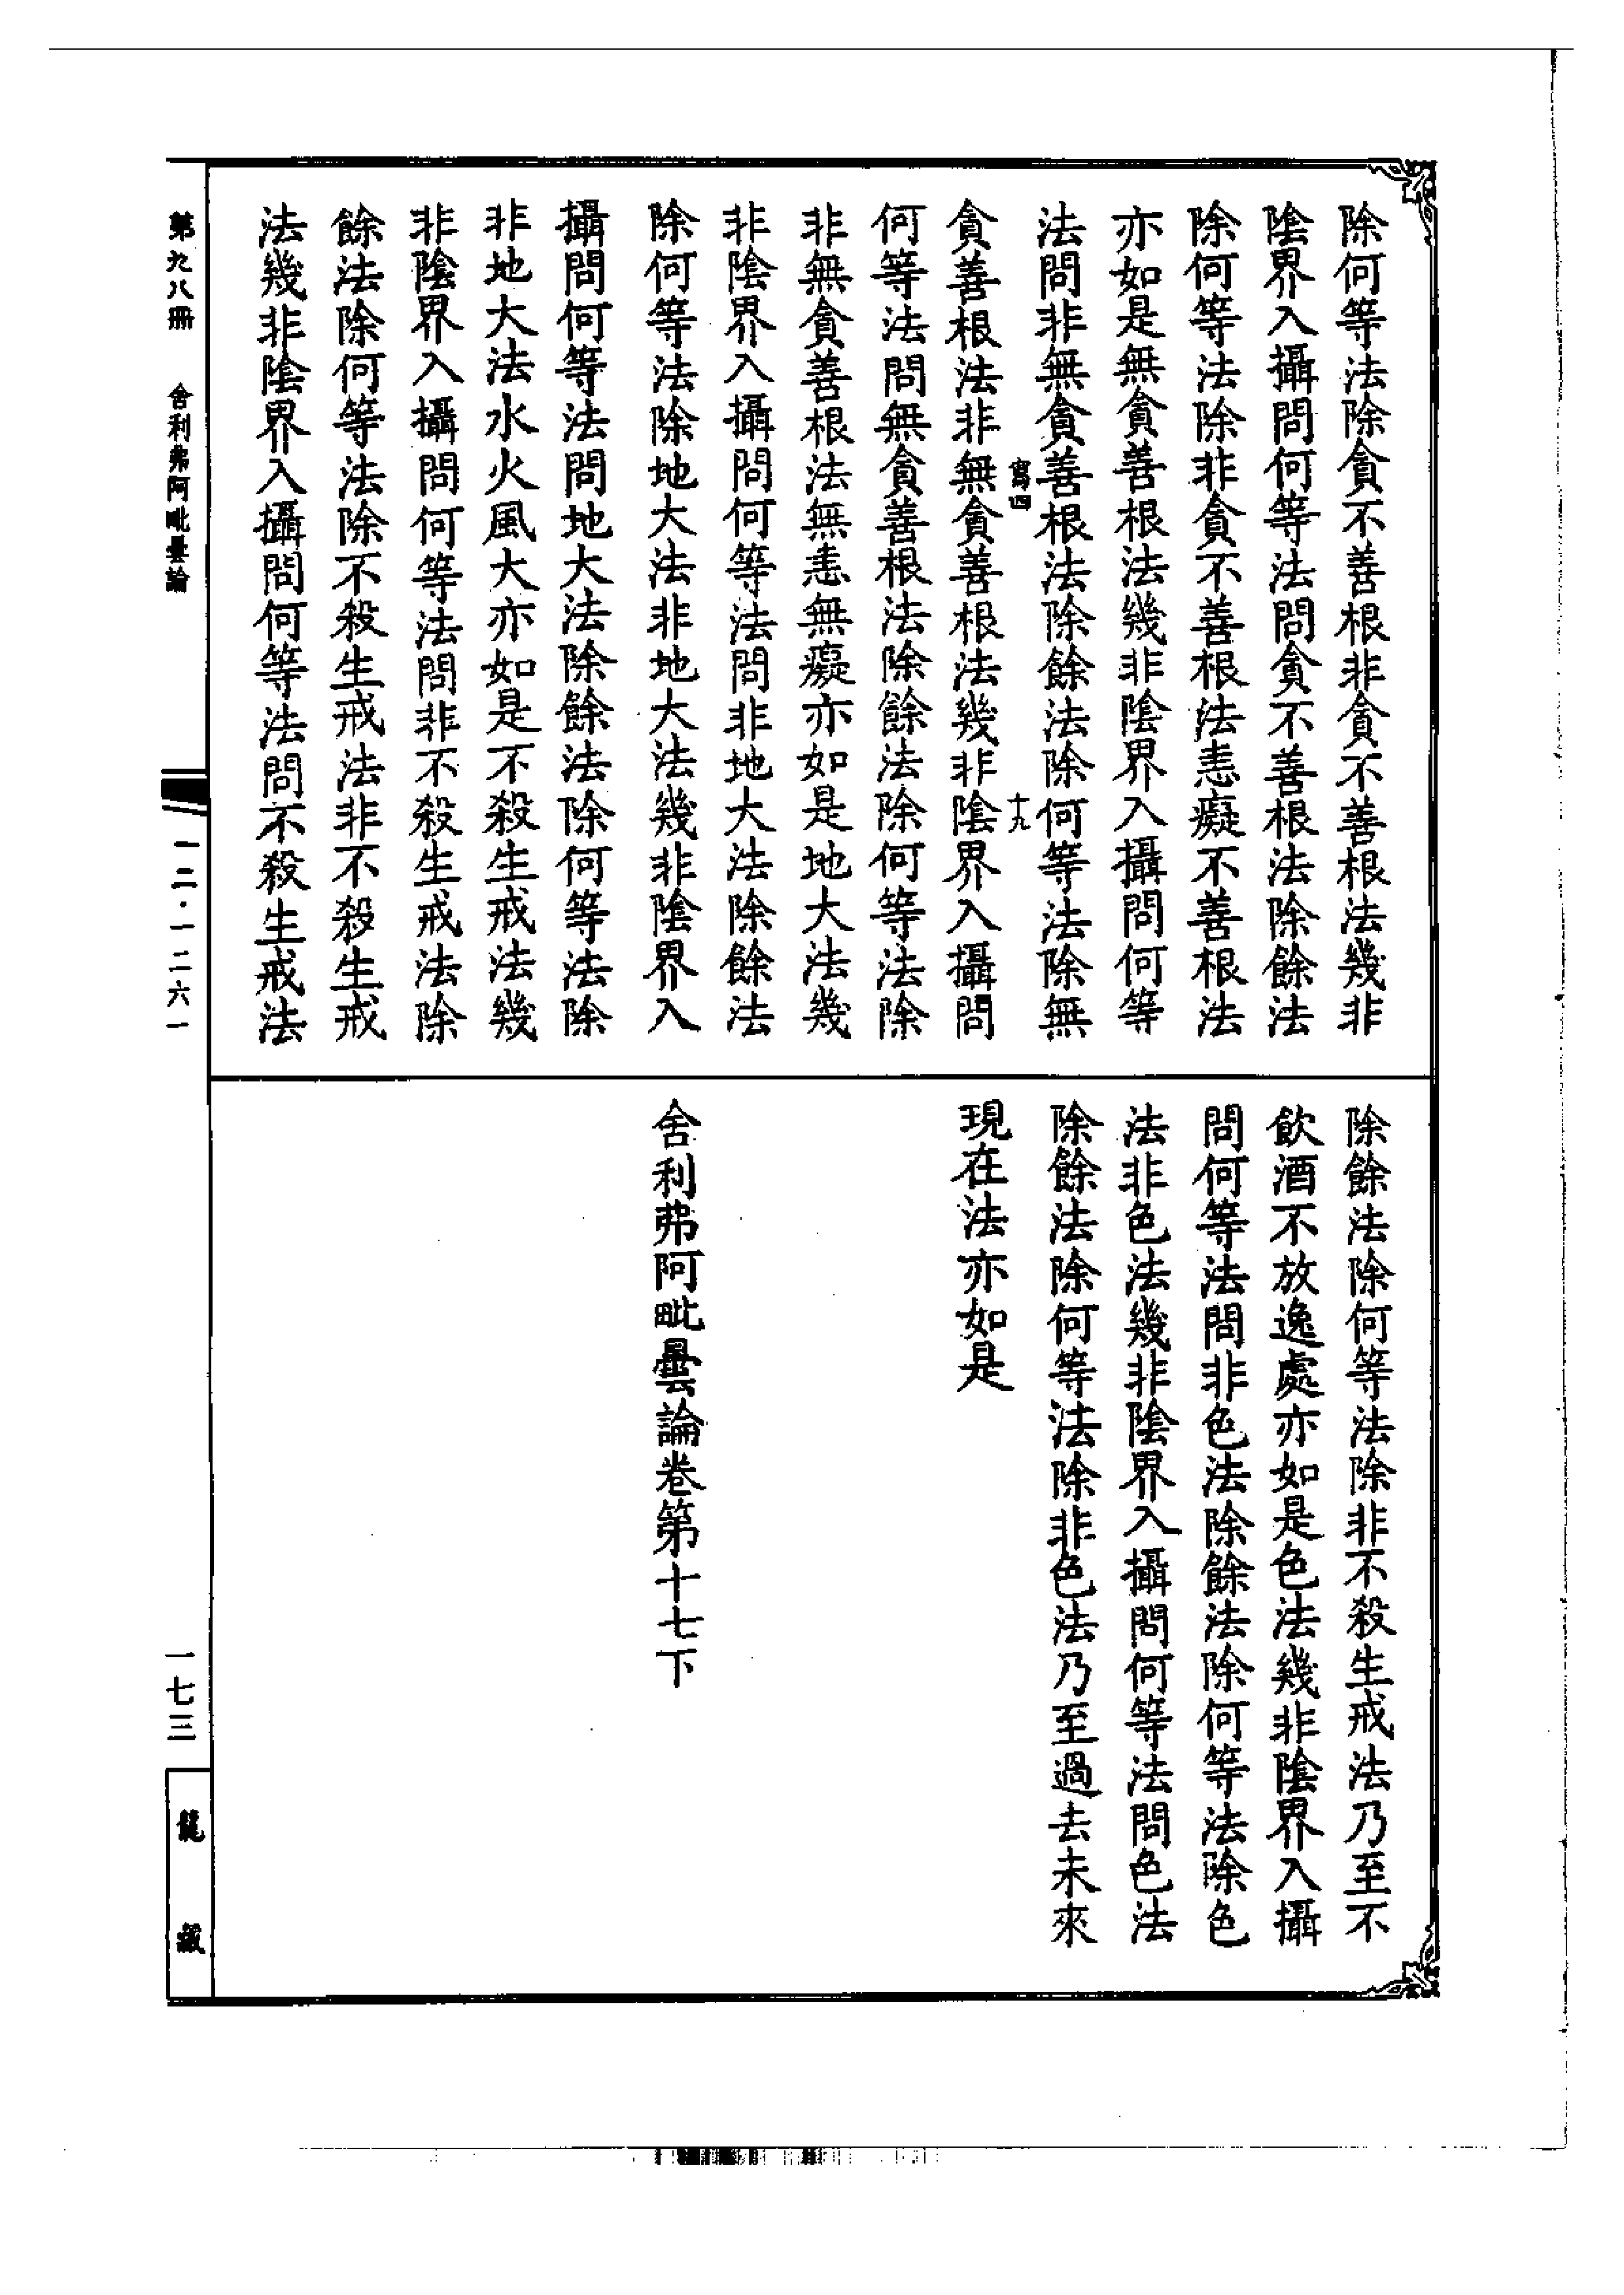 除何等法除貪不善根非貪不善根法幾非
陰界入攝問何等法問貪不善根法除餘法
除何等法除非貪不善根法恚癡不善根法
亦如是無貪善根法幾非陰界入攝問何等
法問非無貪善根法除餘法除何等法除無
寫四 十九
貪善根法非無貪善根法幾非陰界入攝問
何等法問無貪善根法除餘法除何等法除
非無貪善根法無恚無癡亦如是地大法幾
非陰界入攝問何等法問非地大法除餘法
除何等法除地大法非地大法幾非陰界入
攝問何等法問地大法除餘法除何等法除
非地大法水火風大亦如是不殺生戒法幾
非陰界入攝問何等法問非不殺生戒法除
餘法除何等法除不殺生戒法非不殺生戒
法幾非陰界入攝問何等法問不殺生戒法
除餘法除何等法除非不殺生戒法乃至不
飲酒不放逸處亦如是色法幾非陰界入攝
問何等法問非色法除餘法除何等法除色
法非色法幾非陰界入攝問何等法問色法
除餘法除何等法除非色法乃至過去未來
現在法亦如是
舍利弗阿毗曇論卷第十七下
第九八冊 舍利弗阿毗曇論
一二·一二六一
一七三
龍藏